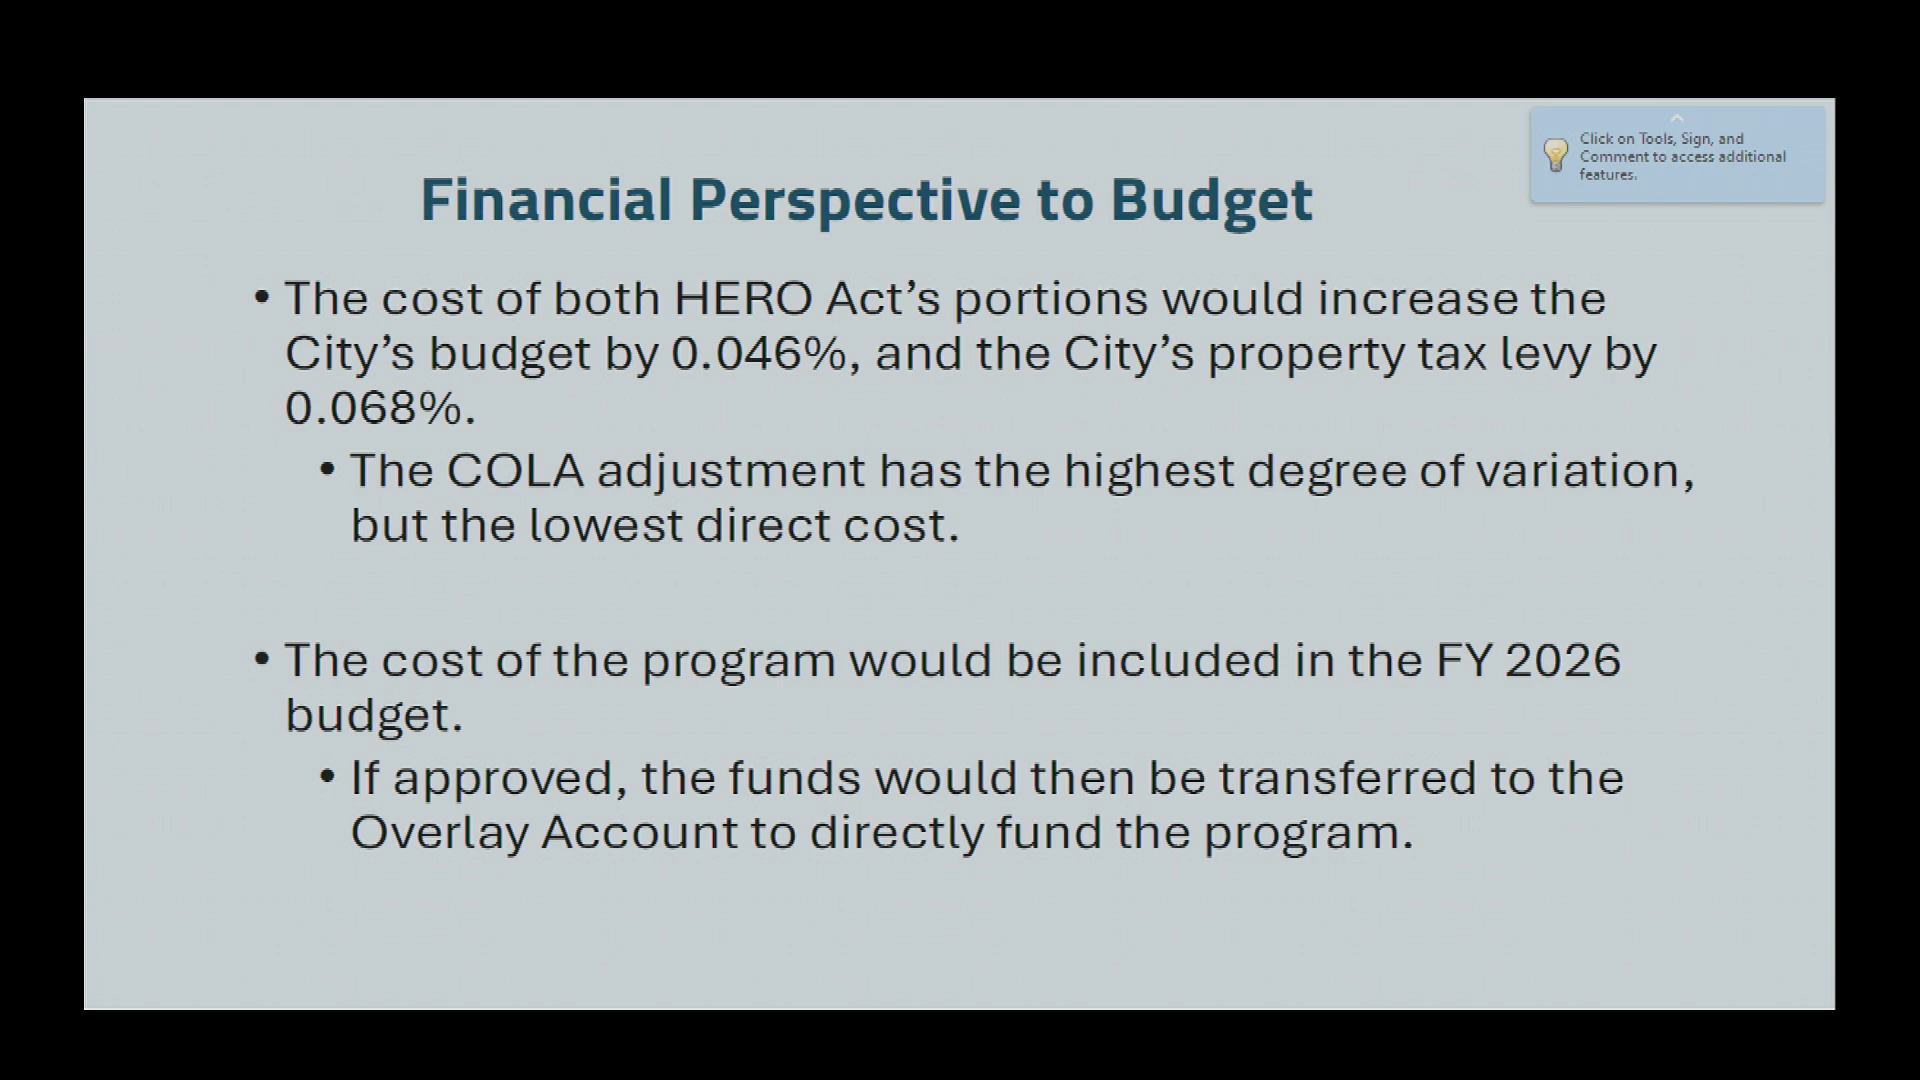 Click on Tools, Sign, and
Comment to access additional
features.
Financial Perspective to Budget
• The cost of both HERO Act’s portions would increase the
City’s budget by 0.046%, and the City’s property tax levy by
0.068%.
• The COLA adjustment has the highest degree of variation,
but the lowest direct cost.
• The cost of the program would be included in the FY 2026
budget.
• If approved, the funds would then be transferred to the
Overlay Account to directly fund the program.